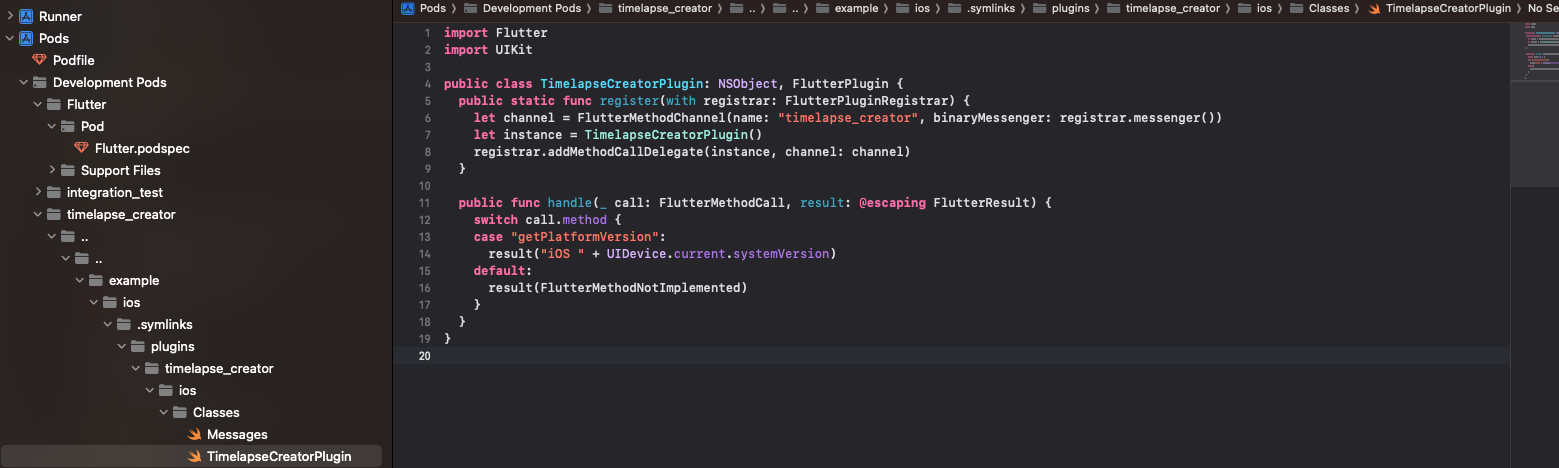 Runner
Pods
Podfile
Development Pods
Flutter
Pod
Flutter.podspec
Support Files
integration_test
timelapse_creator
..
..
example
ios
.symlinks
plugins
timelapse_creator
ios
Classes
Messages
TimelapseCreatorPlugin
Pods 〉 Development Pods 〉 timelapse_creator 〉 .. 〉 .. 〉 example 〉 ios 〉 .symlinks 〉 plugins 〉 timelapse_creator 〉 ios 〉 Classes 〉 TimelapseCreatorPlugin 〉 No Se
1 import Flutter
2 import UIKit
3
4 public class TimelapseCreatorPlugin: NSObject, FlutterPlugin {
5   public static func register(with registrar: FlutterPluginRegistrar) {
6     let channel = FlutterMethodChannel(name: "timelapse_creator", binaryMessenger: registrar.messenger())
7     let instance = TimelapseCreatorPlugin()
8     registrar.addMethodCallDelegate(instance, channel: channel)
9   }
10
11   public func handle(_ call: FlutterMethodCall, result: @escaping FlutterResult) {
12     switch call.method {
13     case "getPlatformVersion":
14       result("iOS " + UIDevice.current.systemVersion)
15     default:
16       result(FlutterMethodNotImplemented)
17     }
18   }
19 }
20